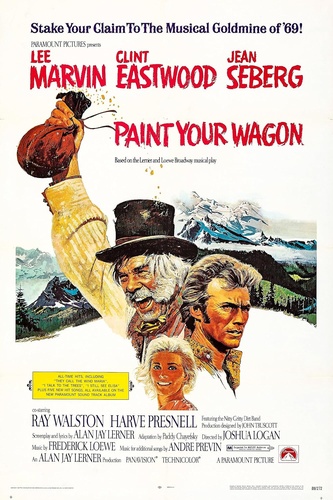 Stake Your Claim To The Musical Goldmine of '69!
PARAMOUNT PICTURES presents
LEE CLINT JEAN
MARVIN EASTWOOD SEBERG
PAINT YOUR WAGON
Based on the Lerner and Loewe Broadway musical play
ALL-TIME HITS, INCLUDING
"THEY CALL THE WIND MARIA"
"I TALK TO THE TREES", "I STILL SEE ELISA"
PLUS FIVE NEW SONGS. ALL AVAILABLE ON THE
PARAMOUNT SOUND TRACK ALBUM
co-starring
RAY WALSTON HARVE PRESNELL
Featuring the Nitty Gritty Dirt Band
Production designed by JOHN TRUSCOTT
Screenplay and lyrics by ALAN JAY LERNER Adaptation by Paddy Chayefsky Directed by JOSHUA LOGAN
Music by FREDERICK LOEWE Music for additional songs by ANDRE PREVIN
An ALAN JAY LERNER Production PANAVISION TECHNICOLOR A PARAMOUNT PICTURE